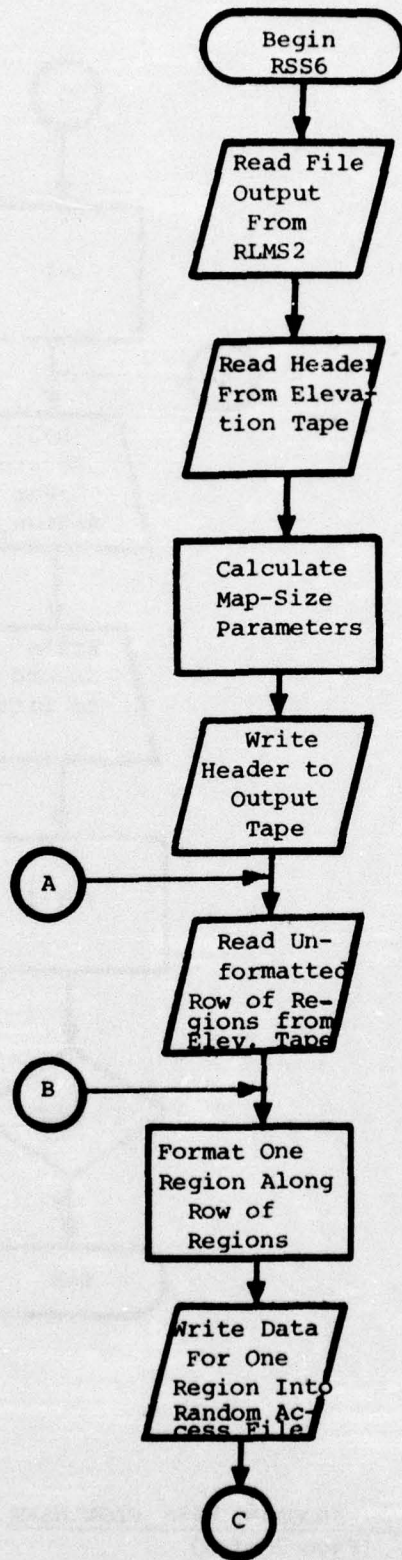 Begin
RSS6
Read File
Output
From
RLMS2
Read Header
From Eleva-
tion Tape
Calculate
Map-Size
Parameters
Write
Header to
Output
Tape
A
Read Un-
formatted
Row of Re-
gions from
Elev. Tape
B
Format One
Region Along
Row of
Regions
Write Data
For One
Region Into
Random Ac-
cess File
C